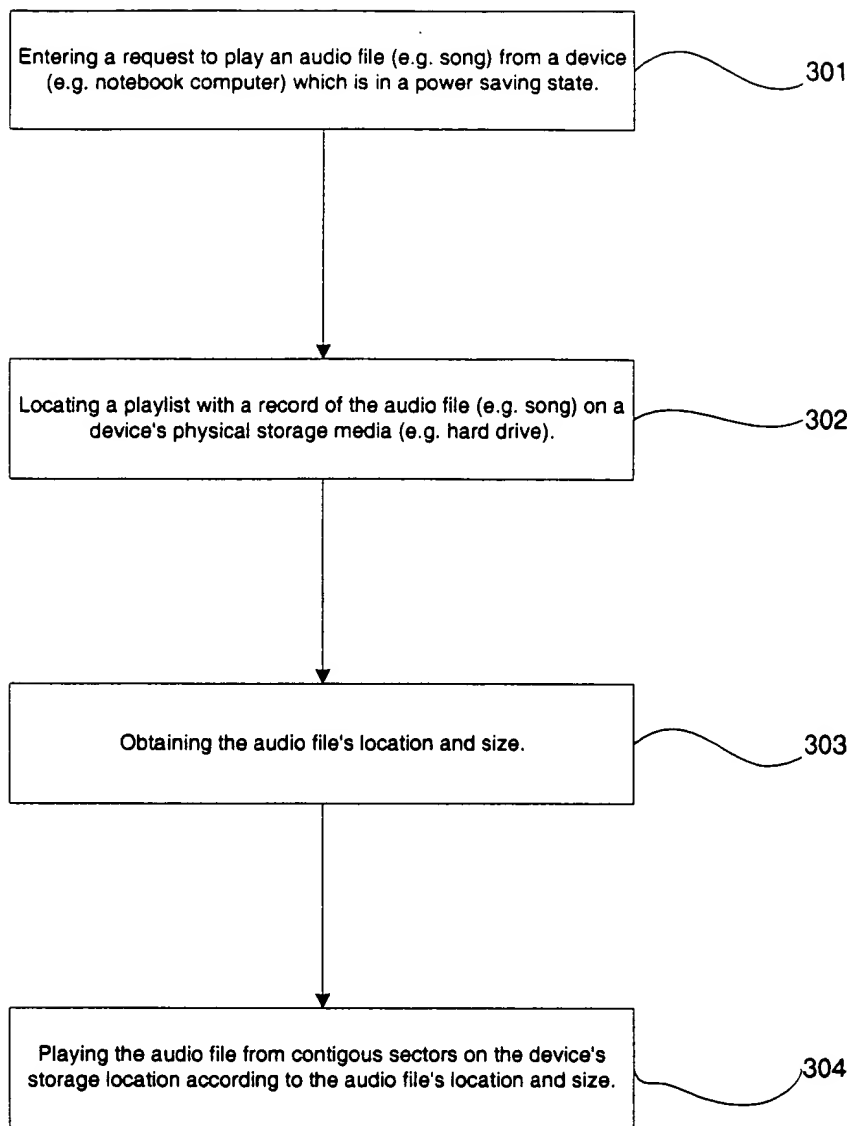 Entering a request to play an audio file (e.g. song) from a device
(e.g. notebook computer) which is in a power saving state.
301
Locating a playlist with a record of the audio file (e.g. song) on a
device's physical storage media (e.g. hard drive).
302
Obtaining the audio file's location and size.
303
Playing the audio file from contigous sectors on the device's
storage location according to the audio file's location and size.
304